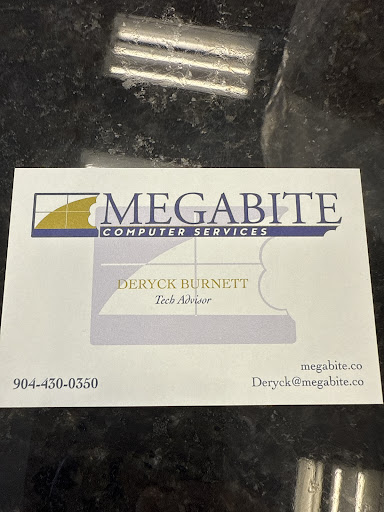 MEGABITE
COMPUTER SERVICES
DERYCK BURNETT
Tech Advisor
megabite.co
904-430-0350
Deryck@megabite.co